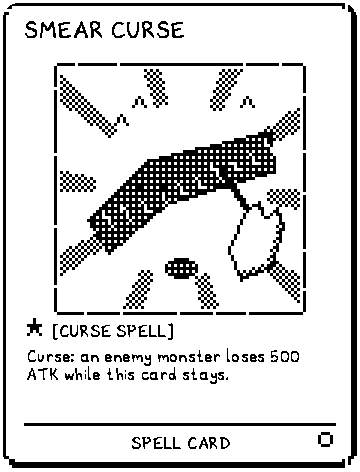 SMEAR CURSE
[CURSE SPELL]
Curse: an enemy monster loses 500
ATK while this card stays.
SPELL CARD